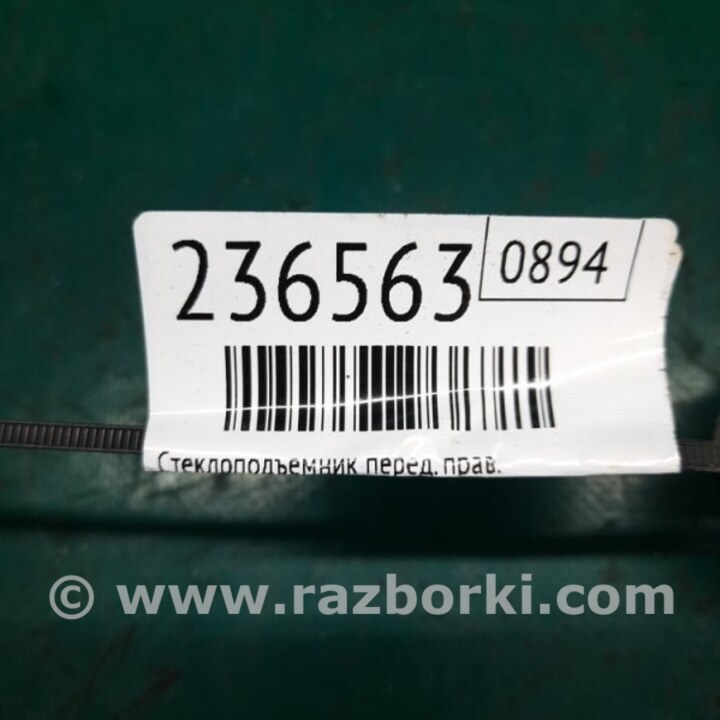 236563 0894
Стеклоподъемник перед. прав.
© www.razborki.com